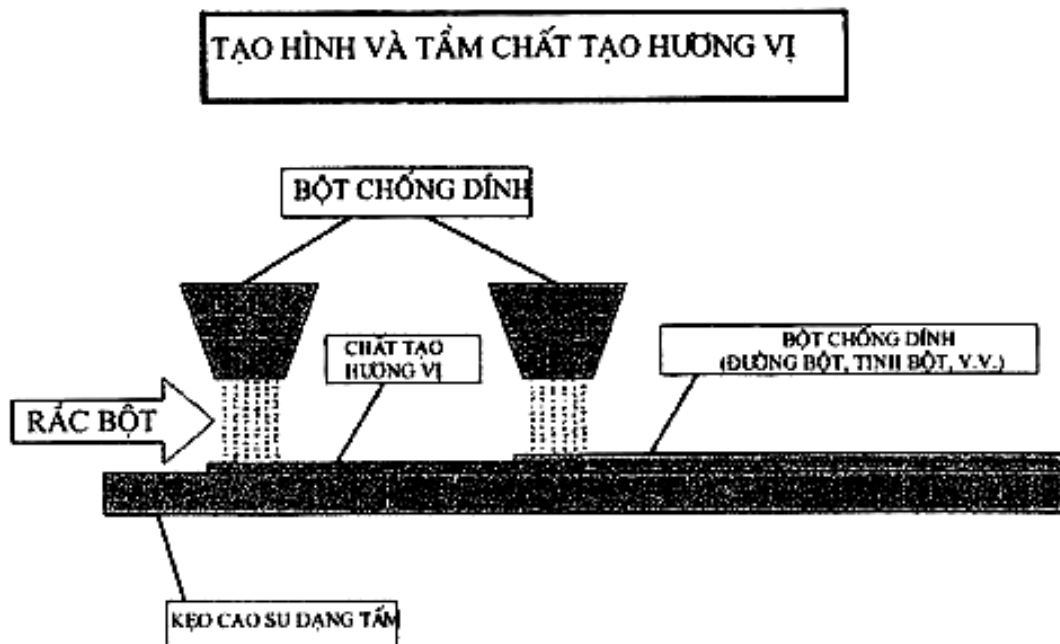 TẠO HÌNH VÀ TẨM CHẤT TẠO HƯƠNG VỊ
BỘT CHỐNG DÍNH
CHẤT TẠO
HƯƠNG VỊ
BỘT CHỐNG DÍNH
(ĐƯỜNG BỘT, TINH BỘT, V.V.)
RẮC BỘT
KẸO CAO SU DẠNG TẤM